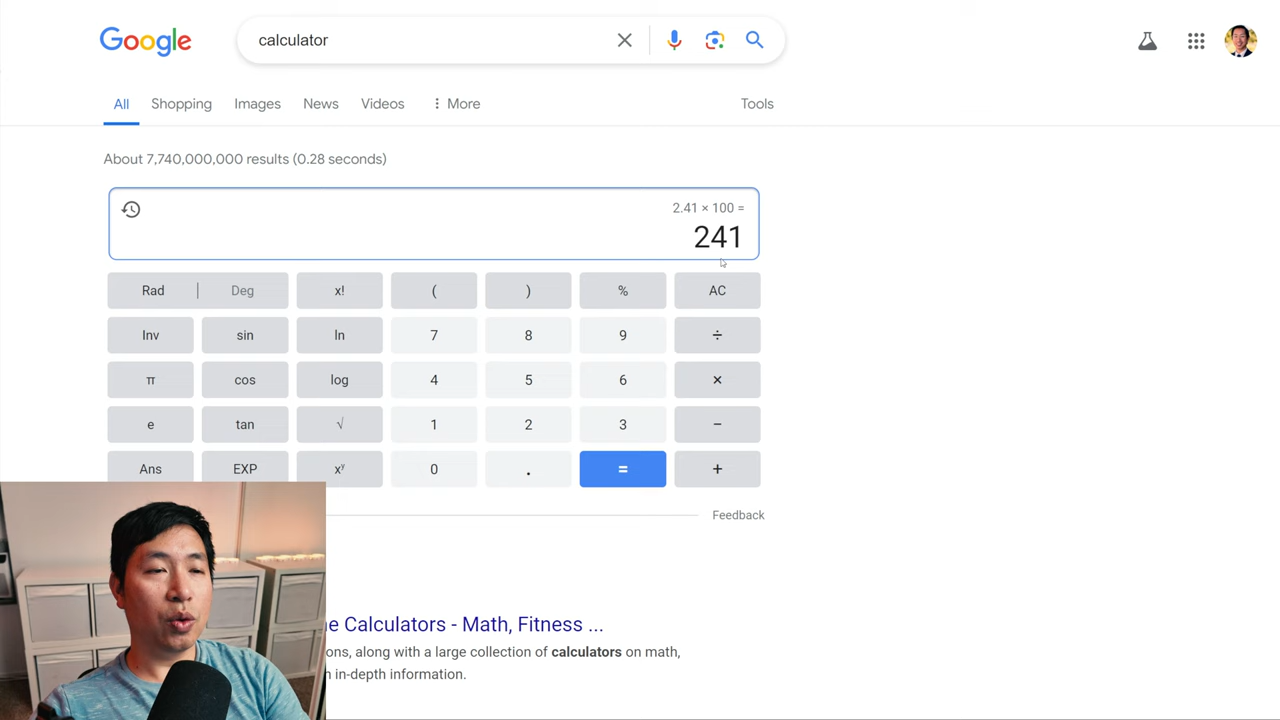 Google
calculator
All Shopping Images News Videos More Tools
About 7,740,000,000 results (0.28 seconds)
2.41 × 100 =
241
Rad | Deg x! ( ) % AC
Inv sin ln 7 8 9 ÷
π cos log 4 5 6 ×
e tan √ 1 2 3 −
Ans EXP xʸ 0 . = +
Feedback
Calculators - Math, Fitness ...
along with a large collection of calculators on math,
in-depth information.